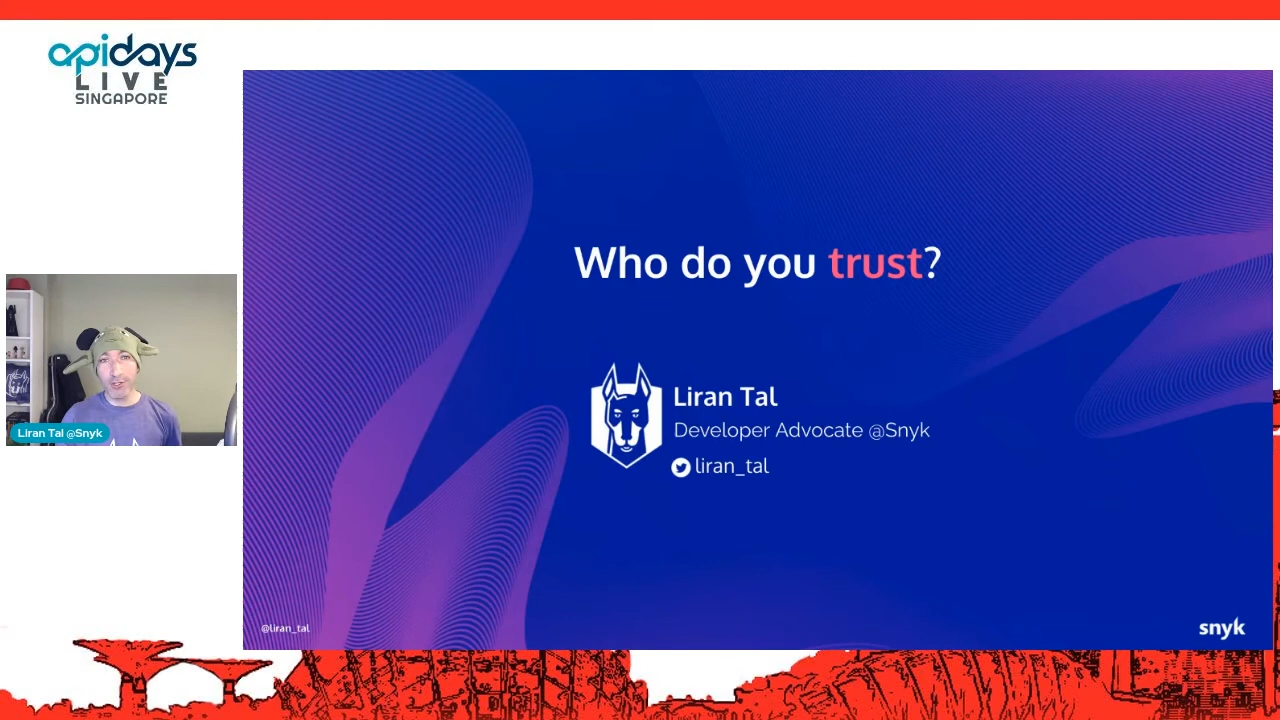 apidays
LIVE
SINGAPORE
Who do you trust?
Liran Tal
Developer Advocate @Snyk
liran_tal
Liran Tal @Snyk
@liran_tal
snyk